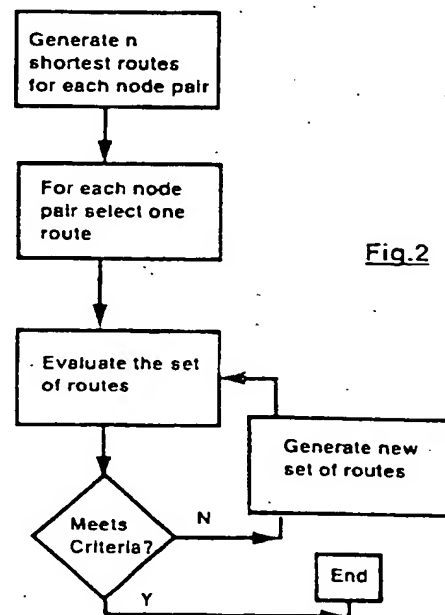 Generate n
shortest routes
for each node pair
For each node
pair select one
route
Fig.2
Evaluate the set
of routes
Generate new
set of routes
Meets
Criteria?
N
End
Y